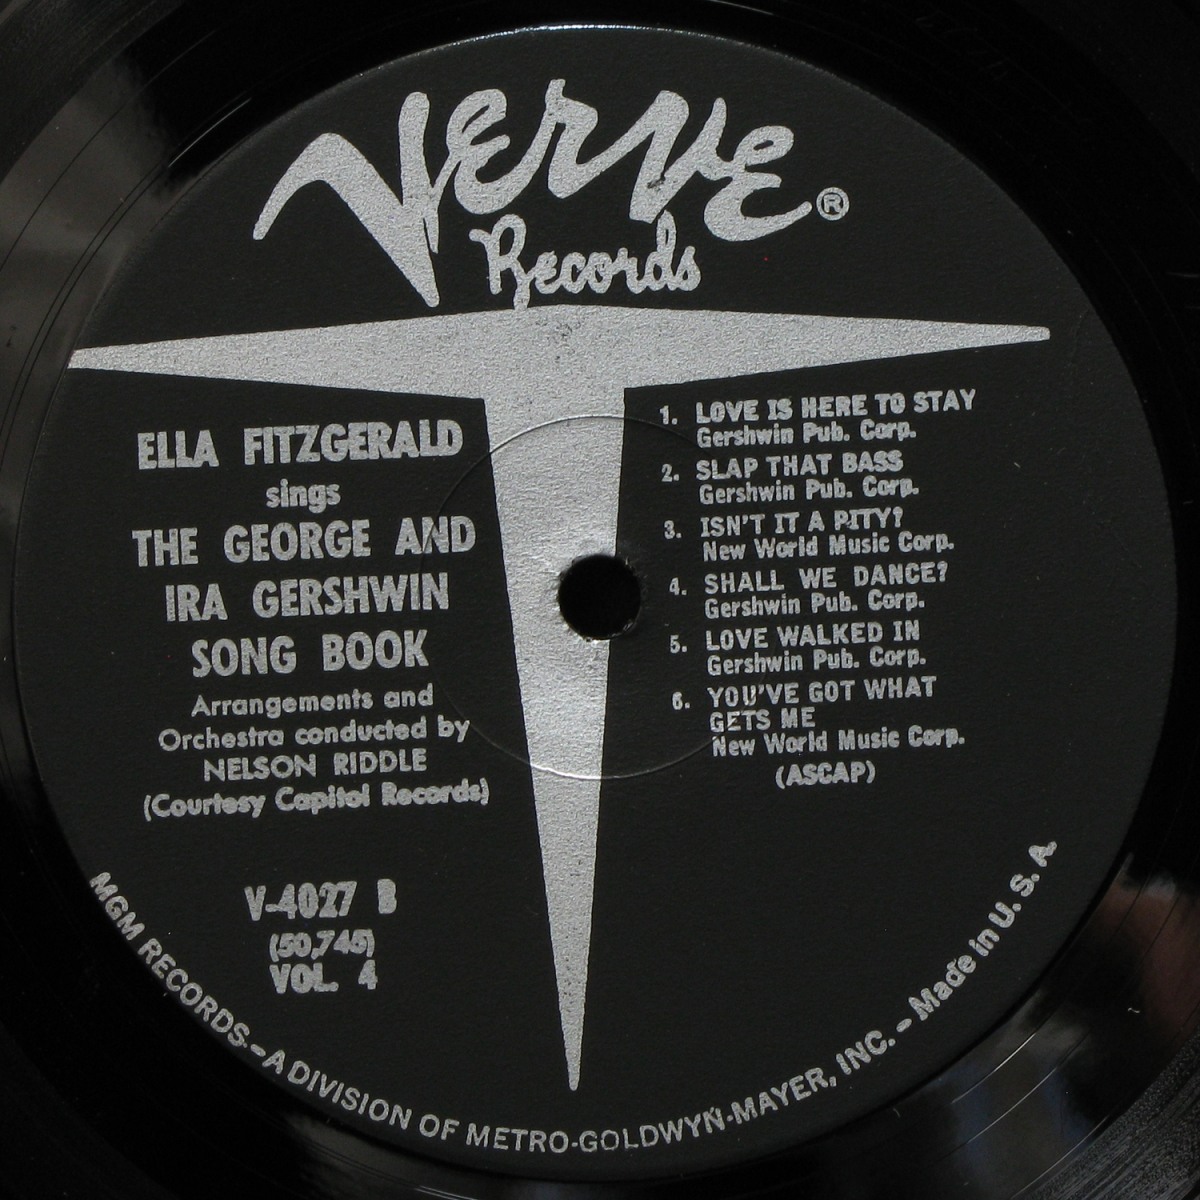 Verve ®
Records
ELLA FITZGERALD
sings
THE GEORGE AND
IRA GERSHWIN
SONG BOOK
Arrangements and
Orchestra conducted by
NELSON RIDDLE
(Courtesy Capitol Records)
V-4027 B
(50,745)
VOL. 4
1. LOVE IS HERE TO STAY
Gershwin Pub. Corp.
2. SLAP THAT BASS
Gershwin Pub. Corp.
3. ISN'T IT A PITY?
New World Music Corp.
4. SHALL WE DANCE?
Gershwin Pub. Corp.
5. LOVE WALKED IN
Gershwin Pub. Corp.
6. YOU'VE GOT WHAT
GETS ME
New World Music Corp.
(ASCAP)
MGM RECORDS - A DIVISION OF METRO-GOLDWYN-MAYER, INC. - Made in U. S. A.